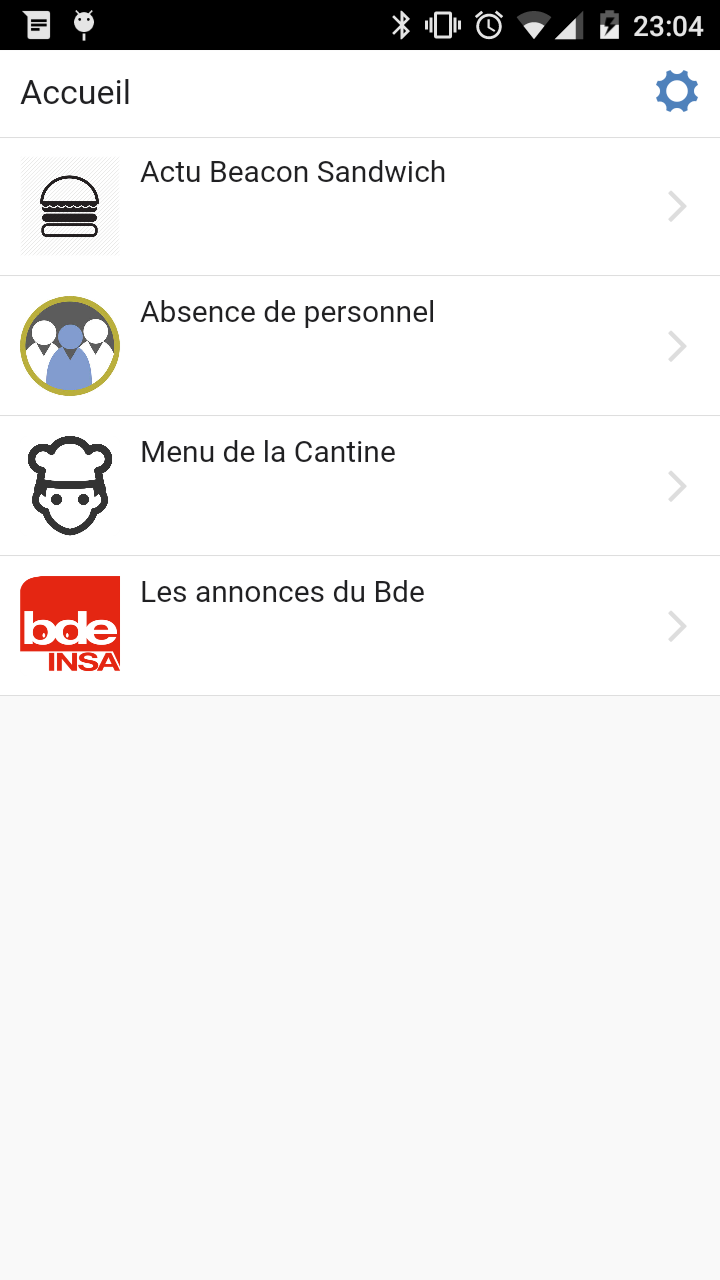 23:04
Accueil
Actu Beacon Sandwich
Absence de personnel
Menu de la Cantine
Les annonces du Bde
bde
INSA